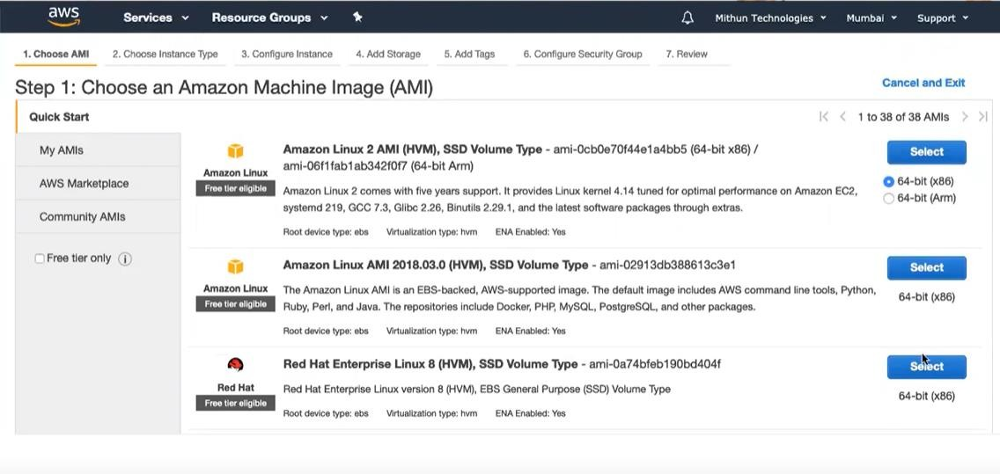 aws
Services
Resource Groups
Mithun Technologies
Mumbai
Support
1. Choose AMI
2. Choose Instance Type
3. Configure Instance
4. Add Storage
5. Add Tags
6. Configure Security Group
7. Review
Step 1: Choose an Amazon Machine Image (AMI)
Cancel and Exit
Quick Start
My AMIs
AWS Marketplace
Community AMIs
Free tier only
1 to 38 of 38 AMIs
Amazon Linux
Free tier eligible
Amazon Linux 2 AMI (HVM), SSD Volume Type - ami-0cb0e70f44e1a4bb5 (64-bit x86) /
ami-06f1fab1ab342f0f7 (64-bit Arm)
Amazon Linux 2 comes with five years support. It provides Linux kernel 4.14 tuned for optimal performance on Amazon EC2,
systemd 219, GCC 7.3, Glibc 2.26, Binutils 2.29.1, and the latest software packages through extras.
Root device type: ebs Virtualization type: hvm ENA Enabled: Yes
Select
64-bit (x86)
64-bit (Arm)
Amazon Linux
Free tier eligible
Amazon Linux AMI 2018.03.0 (HVM), SSD Volume Type - ami-02913db388613c3e1
The Amazon Linux AMI is an EBS-backed, AWS-supported image. The default image includes AWS command line tools, Python,
Ruby, Perl, and Java. The repositories include Docker, PHP, MySQL, PostgreSQL, and other packages.
Root device type: ebs Virtualization type: hvm ENA Enabled: Yes
Select
64-bit (x86)
Red Hat
Free tier eligible
Red Hat Enterprise Linux 8 (HVM), SSD Volume Type - ami-0a74bfeb190bd404f
Red Hat Enterprise Linux version 8 (HVM), EBS General Purpose (SSD) Volume Type
Root device type: ebs Virtualization type: hvm ENA Enabled: Yes
Select
64-bit (x86)